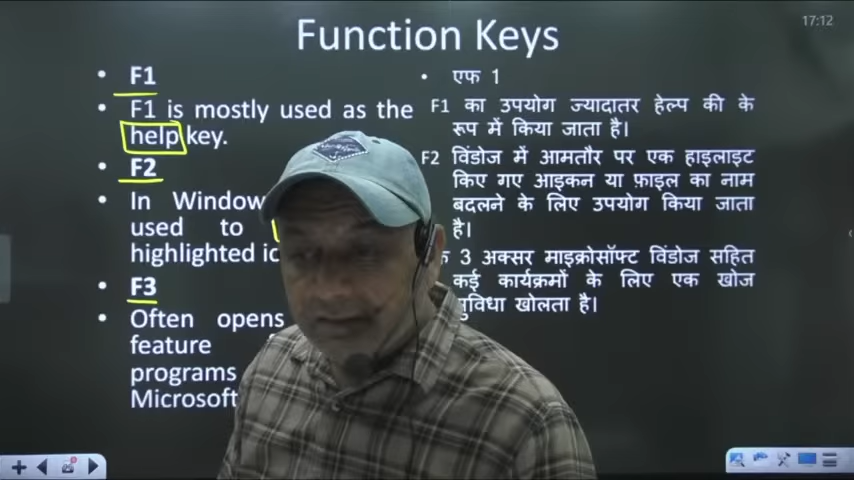 Function Keys
17:12
• F1
• F1 is mostly used as the
help key.
• F2
• In Window
used to
highlighted ic
• F3
• Often opens
feature
programs
Microsoft
• एफ 1
F1 का उपयोग ज्यादातर हेल्प की के
रूप में किया जाता है।
F2 विंडोज में आमतौर पर एक हाइलाइट
किए गए आइकन या फ़ाइल का नाम
बदलने के लिए उपयोग किया जाता
है।
3 अक्सर माइक्रोसॉफ्ट विंडोज सहित
कई कार्यक्रमों के लिए एक खोज
सुविधा खोलता है।